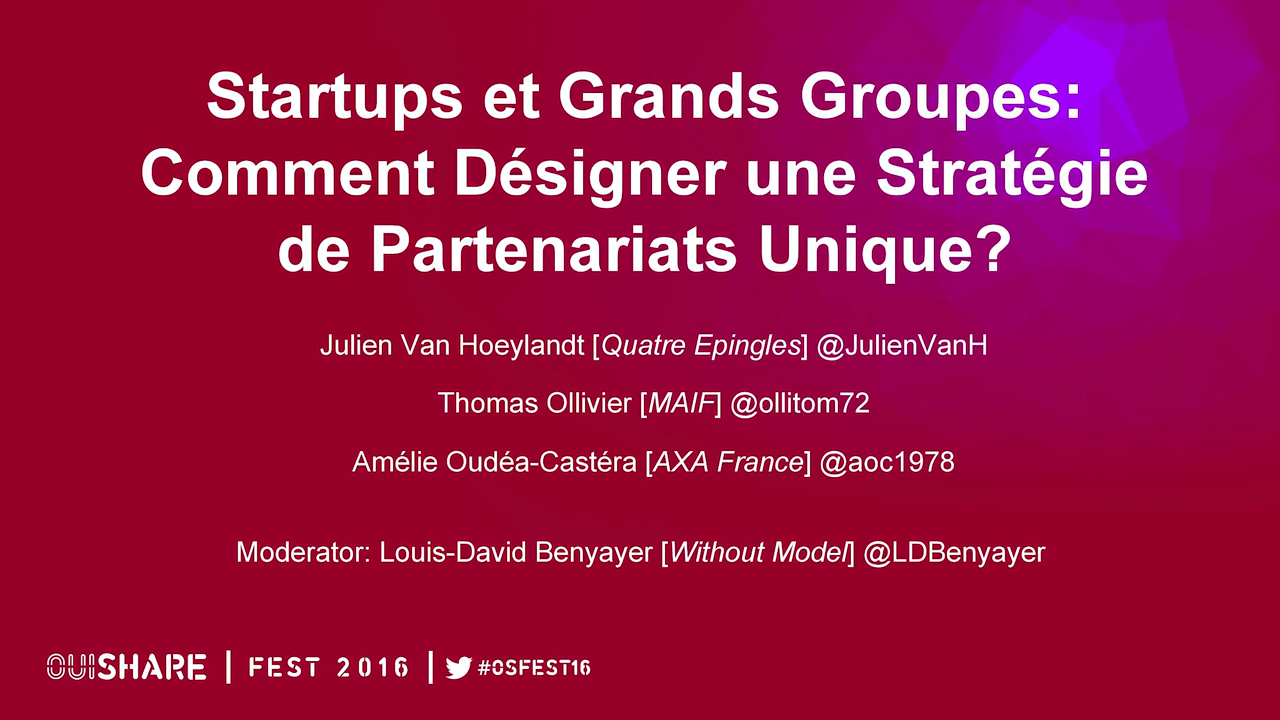 Startups et Grands Groupes:
Comment Désigner une Stratégie
de Partenariats Unique?
Julien Van Hoeylandt [Quatre Epingles] @JulienVanH
Thomas Ollivier [MAIF] @ollitom72
Amélie Oudéa-Castéra [AXA France] @aoc1978
Moderator: Louis-David Benyayer [Without Model] @LDBenyayer
OUISHARE | FEST 2016 | #OSFEST16